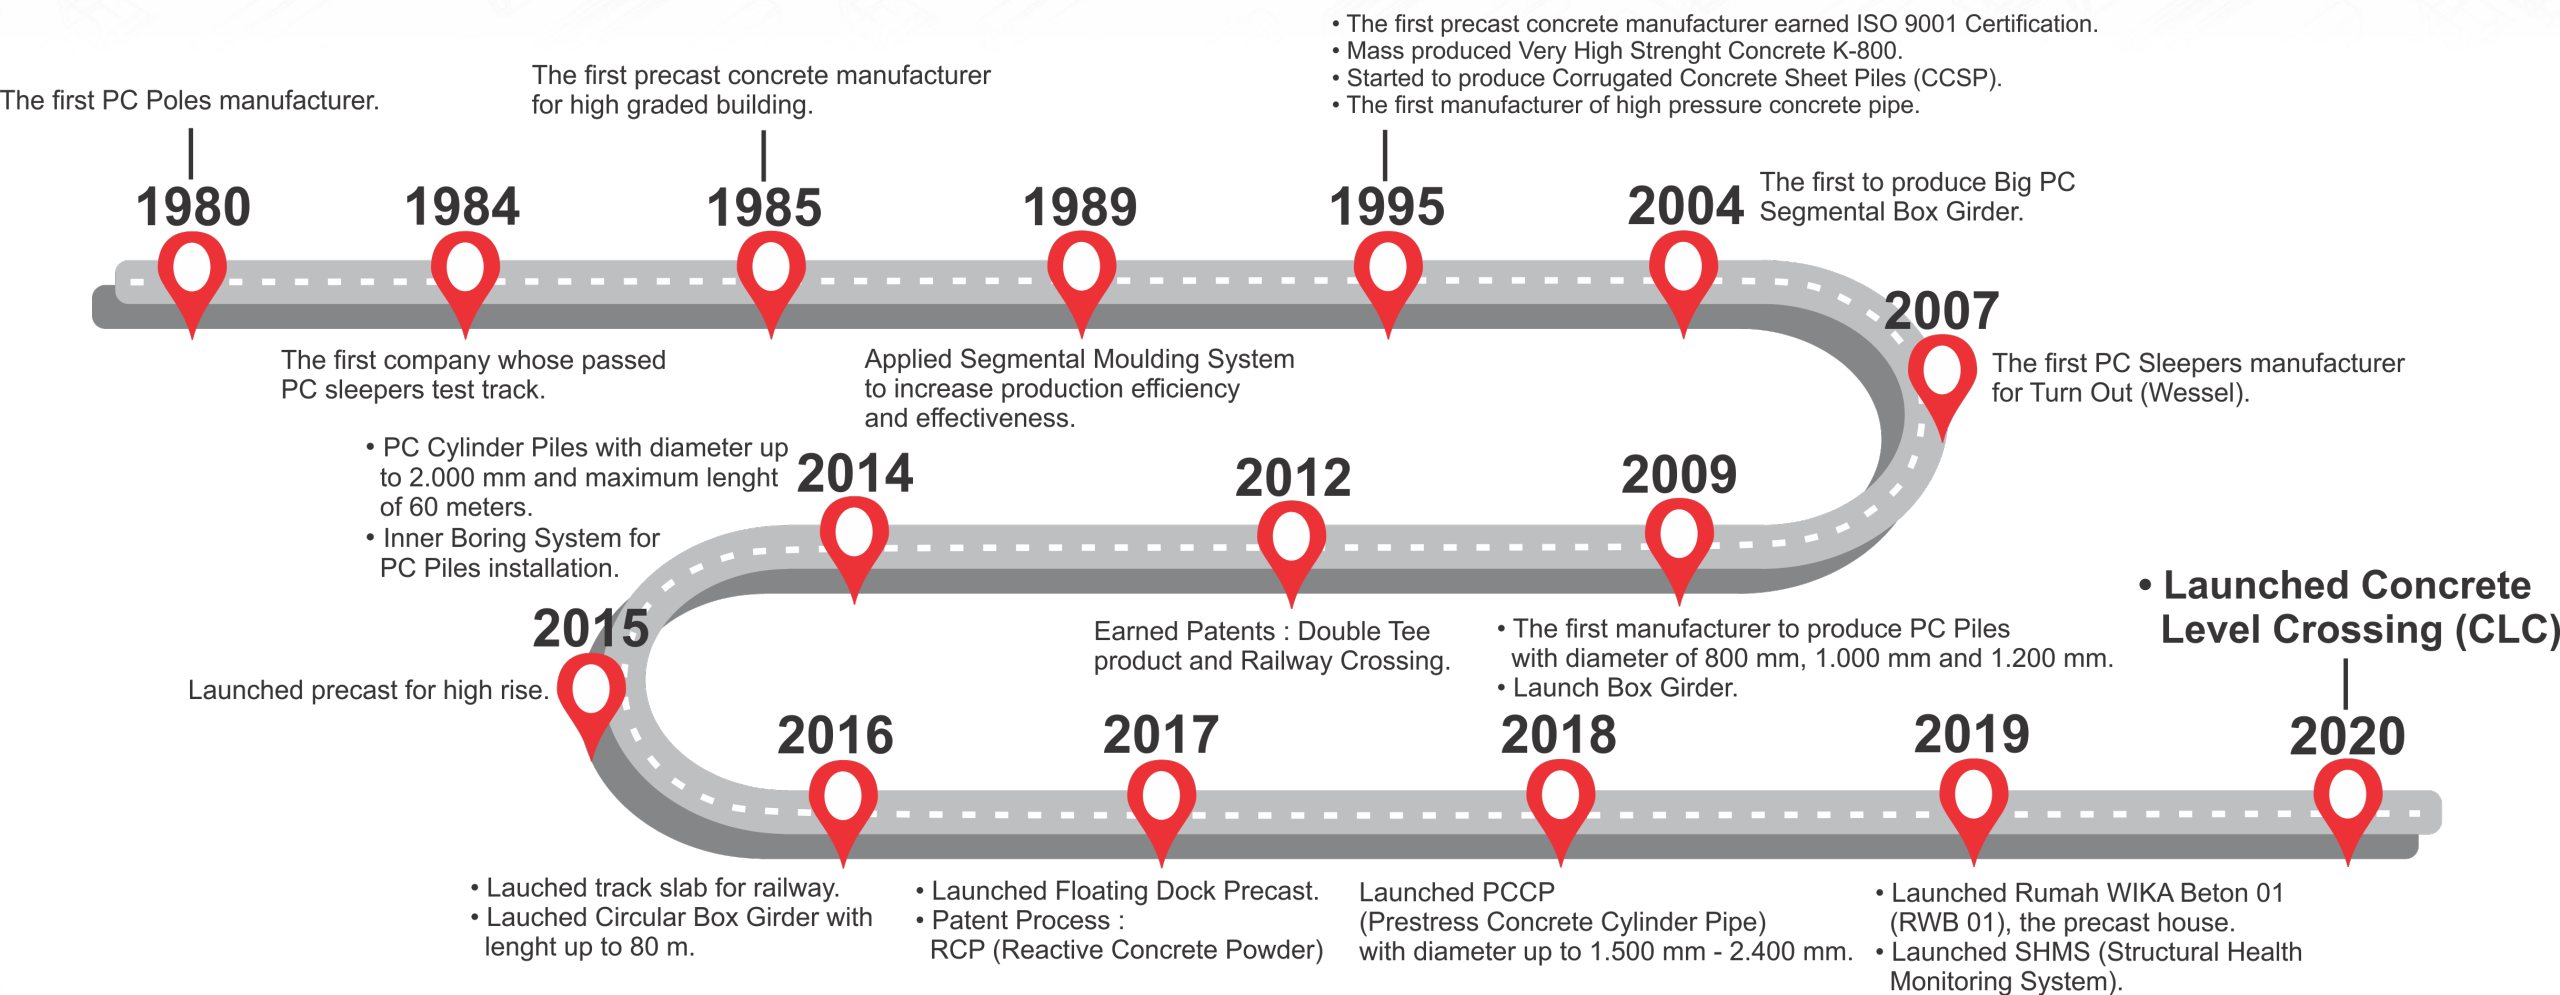 The first PC Poles manufacturer.
1980
1984
The first company whose passed
PC sleepers test track.
The first precast concrete manufacturer
for high graded building.
1985
1989
Applied Segmental Moulding System
to increase production efficiency
and effectiveness.
• The first precast concrete manufacturer earned ISO 9001 Certification.
• Mass produced Very High Strenght Concrete K-800.
• Started to produce Corrugated Concrete Sheet Piles (CCSP).
• The first manufacturer of high pressure concrete pipe.
1995
2004
The first to produce Big PC
Segmental Box Girder.
2007
The first PC Sleepers manufacturer
for Turn Out (Wessel).
2009
• The first manufacturer to produce PC Piles
with diameter of 800 mm, 1.000 mm and 1.200 mm.
• Launch Box Girder.
2012
Earned Patents : Double Tee
product and Railway Crossing.
2014
• PC Cylinder Piles with diameter up
to 2.000 mm and maximum lenght
of 60 meters.
• Inner Boring System for
PC Piles installation.
2015
Launched precast for high rise.
2016
• Lauched track slab for railway.
• Lauched Circular Box Girder with
lenght up to 80 m.
2017
• Launched Floating Dock Precast.
• Patent Process :
RCP (Reactive Concrete Powder)
2018
Launched PCCP
(Prestress Concrete Cylinder Pipe)
with diameter up to 1.500 mm - 2.400 mm.
2019
• Launched Rumah WIKA Beton 01
(RWB 01), the precast house.
• Launched SHMS (Structural Health
Monitoring System).
• Launched Concrete
Level Crossing (CLC)
2020